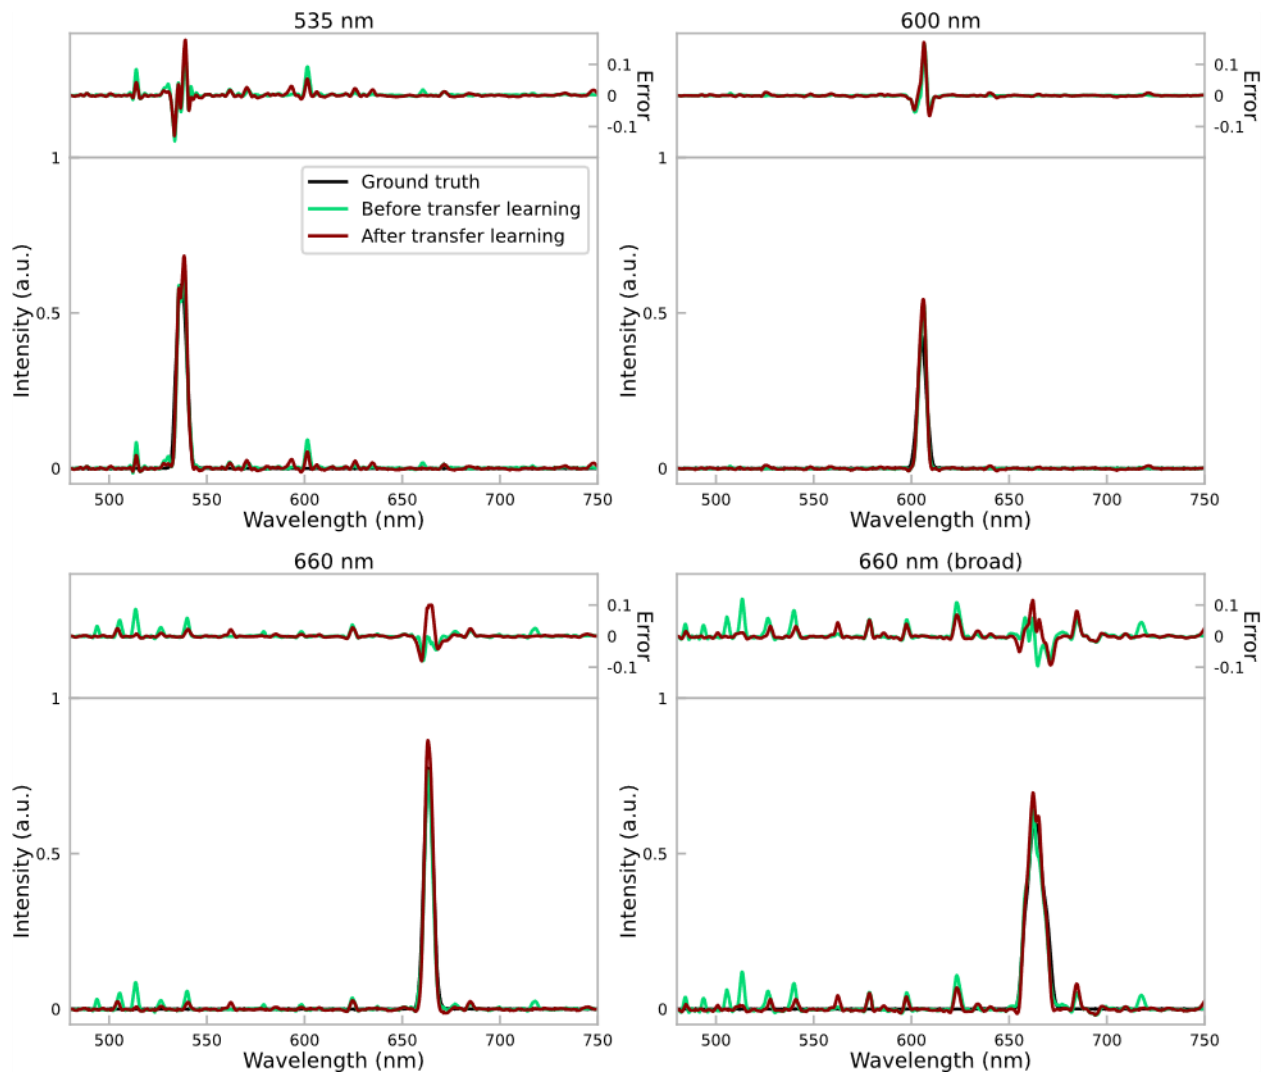 535 nm
0.1
0
-0.1
Error
1
0.5
0
Intensity (a.u.)
Ground truth
Before transfer learning
After transfer learning
500 550 600 650 700 750
Wavelength (nm)
600 nm
0.1
0
-0.1
Error
1
0.5
0
Intensity (a.u.)
500 550 600 650 700 750
Wavelength (nm)
660 nm
0.1
0
-0.1
Error
1
0.5
0
Intensity (a.u.)
500 550 600 650 700 750
Wavelength (nm)
660 nm (broad)
0.1
0
-0.1
Error
1
0.5
0
Intensity (a.u.)
500 550 600 650 700 750
Wavelength (nm)